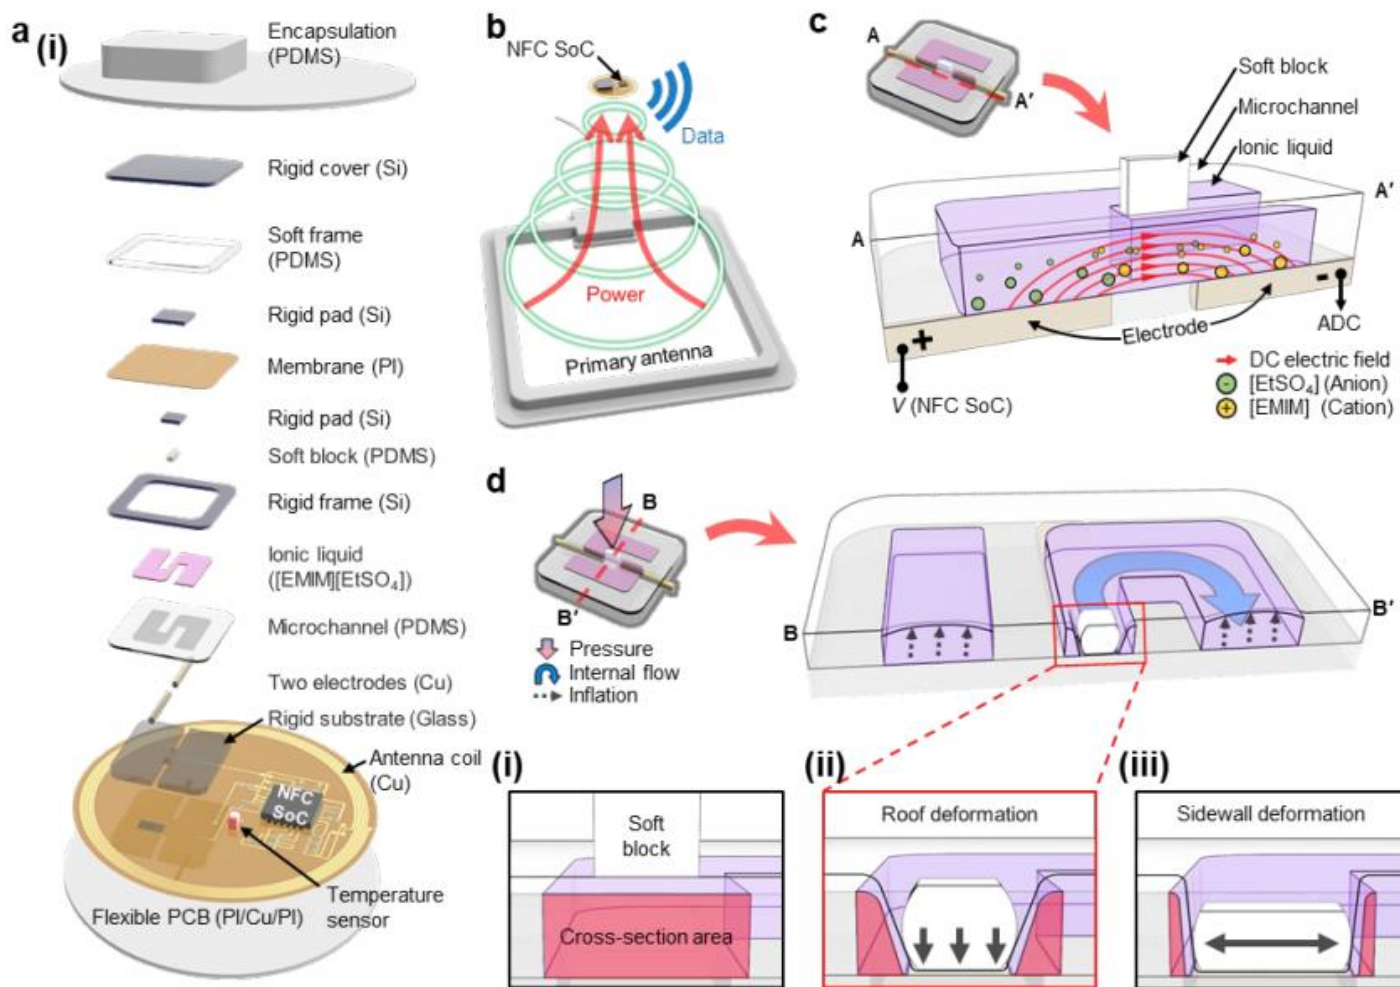 a
(i)
Encapsulation
(PDMS)
Rigid cover (Si)
Soft frame
(PDMS)
Rigid pad (Si)
Membrane (PI)
Rigid pad (Si)
Soft block (PDMS)
Rigid frame (Si)
Ionic liquid
([EMIM][EtSO₄])
Microchannel (PDMS)
Two electrodes (Cu)
Rigid substrate (Glass)
Antenna coil
(Cu)
NFC
SoC
Temperature
sensor
Flexible PCB (PI/Cu/PI)
b
NFC SoC
Data
Power
Primary antenna
c
A
A′
Soft block
Microchannel
Ionic liquid
A
A′
+
-
Electrode
ADC
V (NFC SoC)
DC electric field
- [EtSO₄] (Anion)
+ [EMIM] (Cation)
d
B
B′
Pressure
Internal flow
Inflation
B
B′
(i)
Soft
block
Cross-section area
(ii)
Roof deformation
(iii)
Sidewall deformation